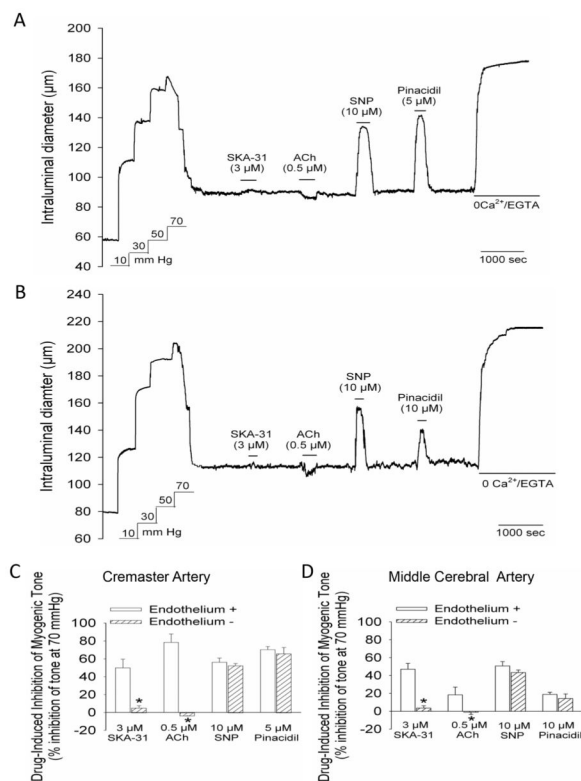 A
Intraluminal diameter (µm)
200
180
160
140
120
100
80
60
40
SKA-31
(3 µM)
ACh
(0.5 µM)
SNP
(10 µM)
Pinacidil
(5 µM)
0Ca²⁺/EGTA
1000 sec
10
30
50
70
mm Hg
B
Intraluminal diamter (µm)
240
220
200
180
160
140
120
100
80
60
SKA-31
(3 µM)
ACh
(0.5 µM)
SNP
(10 µM)
Pinacidil
(10 µM)
0 Ca²⁺/EGTA
1000 sec
10
30
50
70
mm Hg
C
Cremaster Artery
Drug-Induced Inhibition of Myogenic Tone
(% inhibition of tone at 70 mmHg)
Endothelium +
Endothelium -
100
80
60
40
20
0
-20
*
*
3 µM
SKA-31
0.5 µM
ACh
10 µM
SNP
5 µM
Pinacidil
D
Middle Cerebral Artery
Drug-Induced Inhibition of Myogenic Tone
(% inhibition of tone at 70 mmHg)
Endothelium +
Endothelium -
100
80
60
40
20
0
-20
*
*
3 µM
SKA-31
0.5 µM
ACh
10 µM
SNP
10 µM
Pinacidil